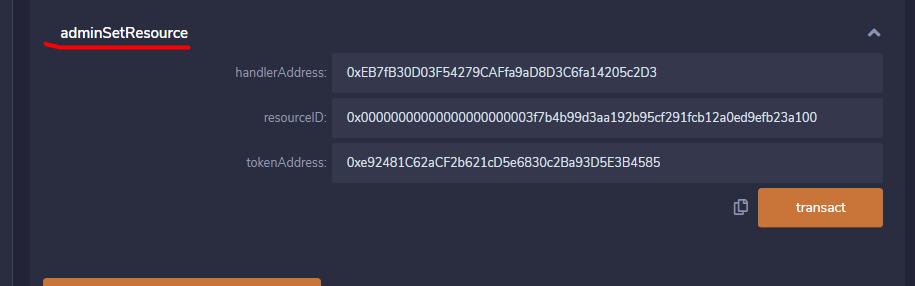 adminSetResource
handlerAddress: 0xEB7fB30D03F54279CAFfa9aD8D3C6fa14205c2D3
resourceID: 0x00000000000000000000003f7b4b99d3aa192b95cf291fcb12a0ed9efb23a100
tokenAddress: 0xe92481C62aCF2b621cD5e6830c2Ba93D5E3B4585
transact